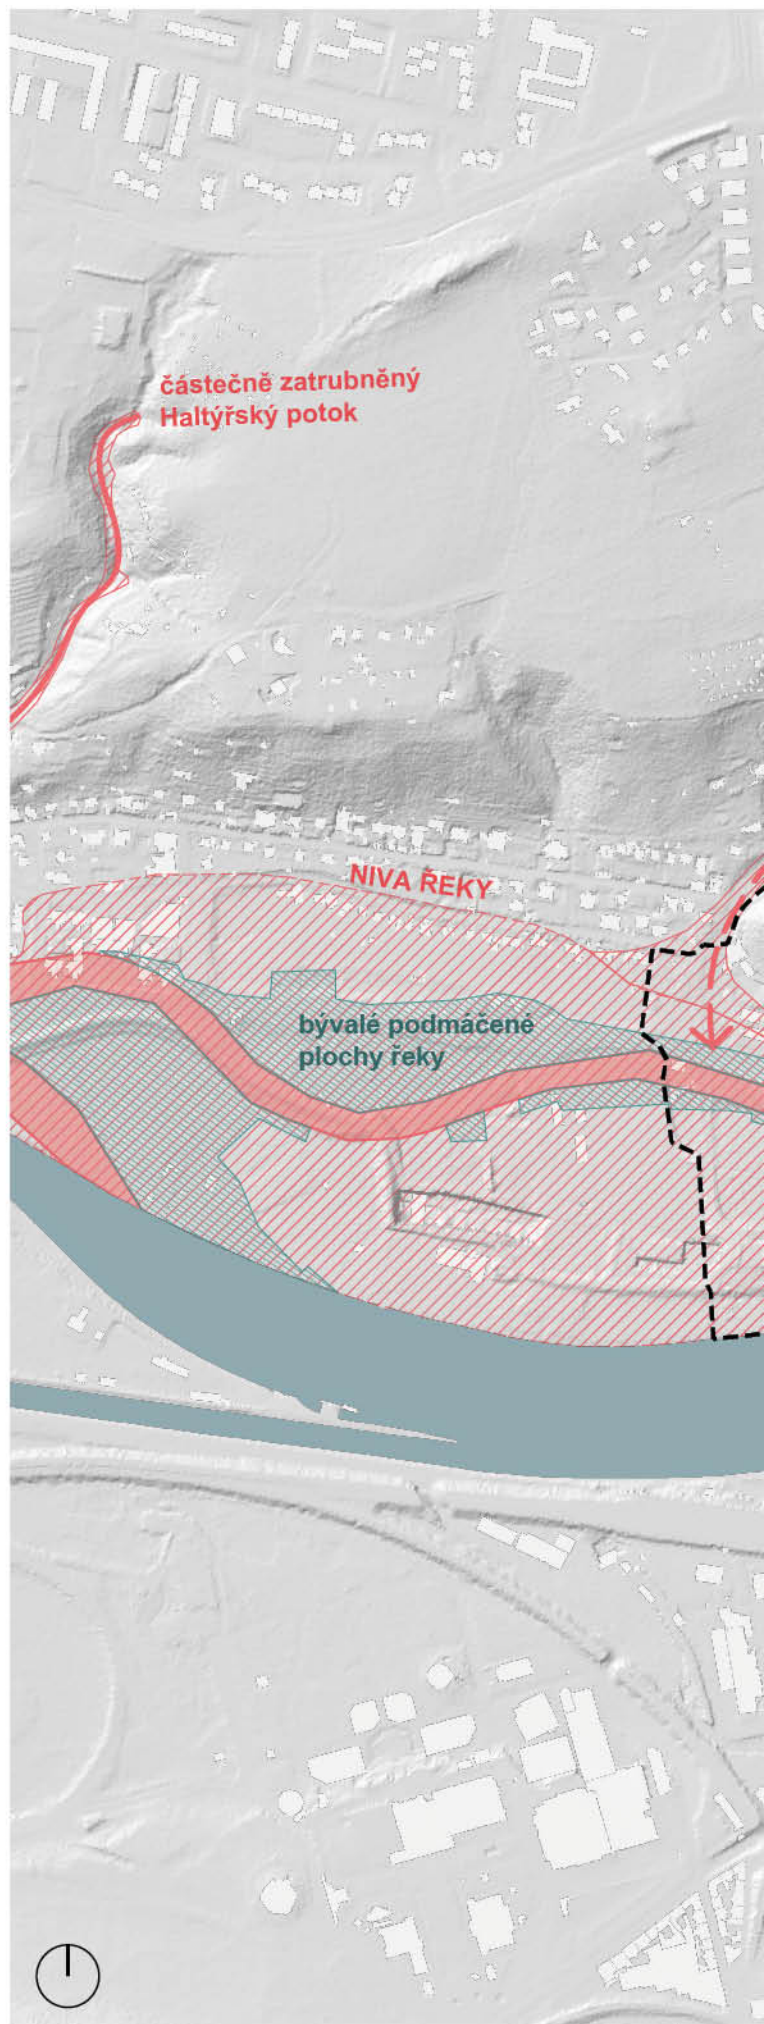 částečně zatrubněný
Haltýřský potok
NIVA ŘEKY
bývalé podmáčené
plochy řeky